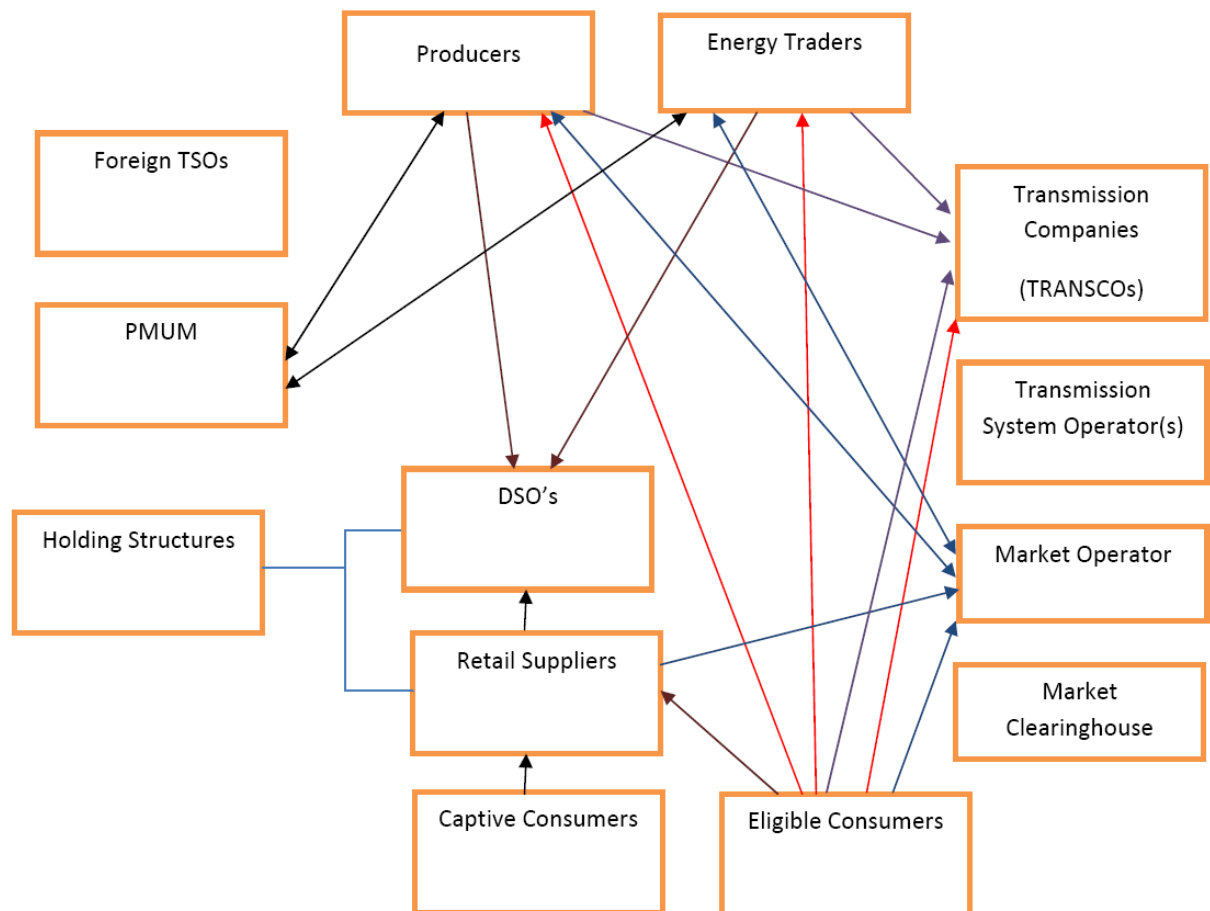 Producers
Energy Traders
Foreign TSOs
Transmission
Companies
(TRANSCOs)
PMUM
Transmission
System Operator(s)
DSO’s
Holding Structures
Market Operator
Retail Suppliers
Market
Clearinghouse
Captive Consumers
Eligible Consumers